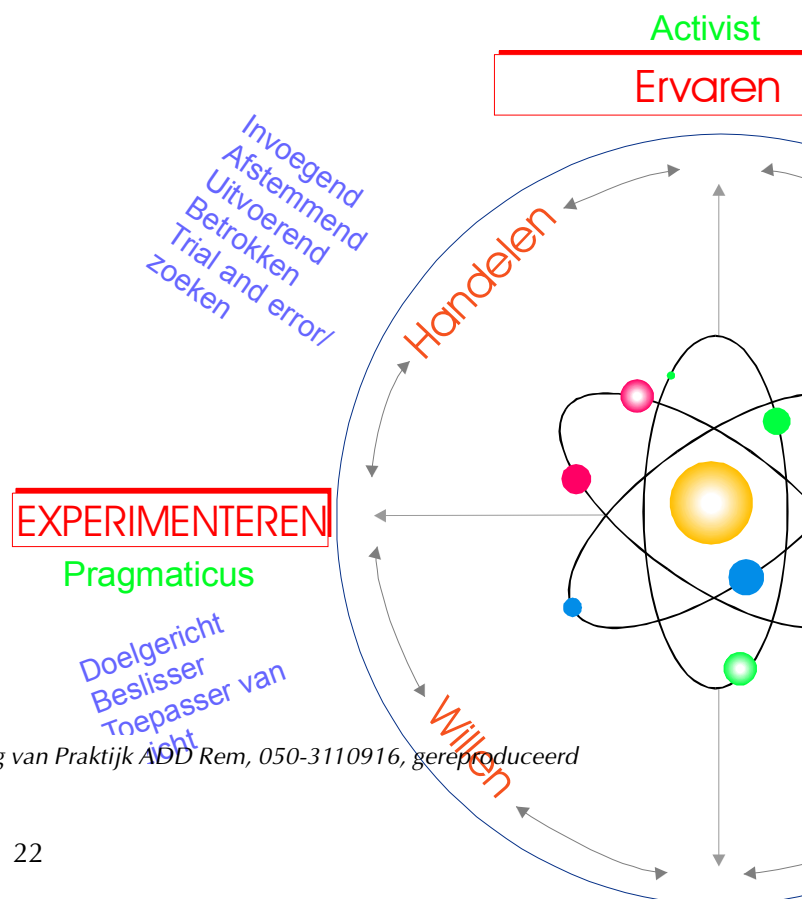 Activist
Ervaren
Invoegend
Afstemmend
Uitvoerend
Betrokken
Trial and error/
zoeken
Handelen
EXPERIMENTEREN
Pragmaticus
Doelgericht
Beslisser
Toepasser van
icht
Willen
g van Praktijk ADD Rem, 050-3110916, gereproduceerd
22